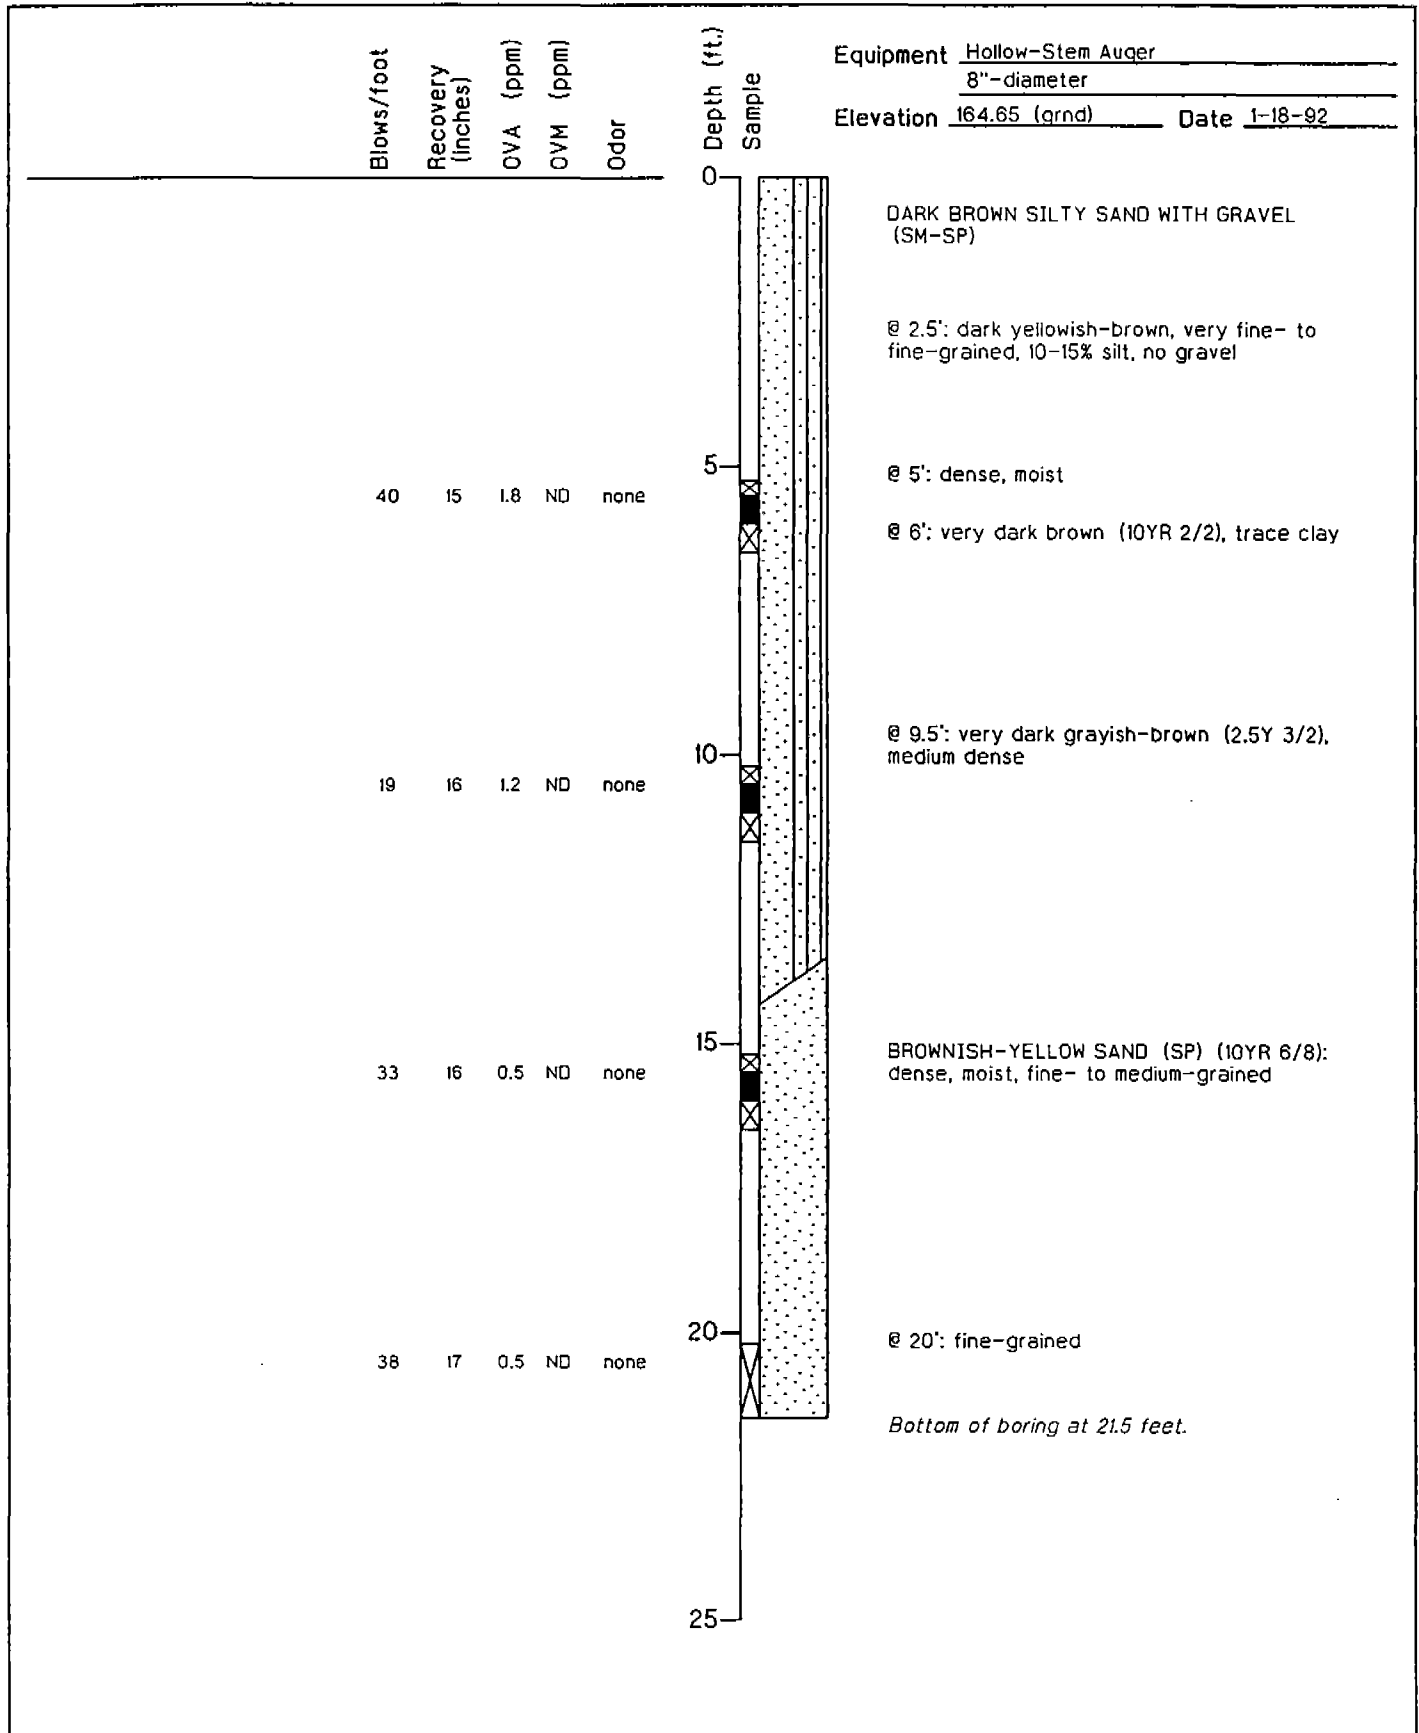 Blows/foot
Recovery
(inches)
OVA (ppm)
OVM (ppm)
Odor
Depth (ft.)
Sample
Equipment Hollow-Stem Auger
8"-diameter
Elevation 164.65 (grnd) Date 1-18-92
0
DARK BROWN SILTY SAND WITH GRAVEL
(SM-SP)
@ 2.5': dark yellowish-brown, very fine- to
fine-grained, 10-15% silt, no gravel
5
@ 5': dense, moist
40 15 1.8 ND none
@ 6': very dark brown (10YR 2/2), trace clay
@ 9.5': very dark grayish-brown (2.5Y 3/2),
medium dense
10
19 16 1.2 ND none
15
BROWNISH-YELLOW SAND (SP) (10YR 6/8):
dense, moist, fine- to medium-grained
33 16 0.5 ND none
20
@ 20': fine-grained
38 17 0.5 ND none
Bottom of boring at 21.5 feet.
25